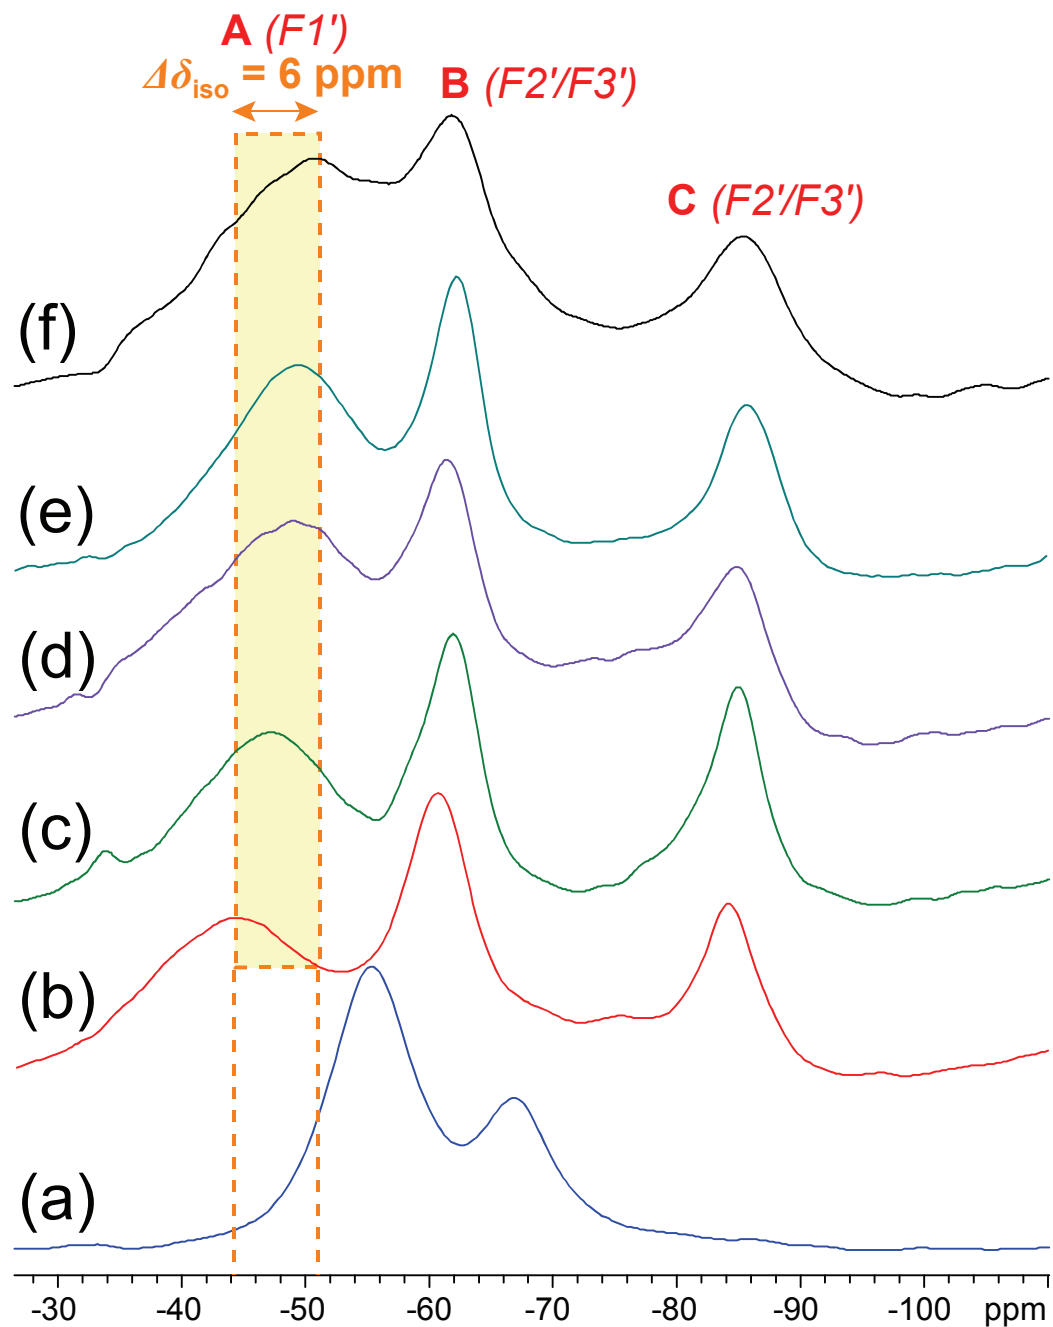 A (F1')
Δδiso = 6 ppm
B (F2'/F3')
C (F2'/F3')
(f)
(e)
(d)
(c)
(b)
(a)
-30 -40 -50 -60 -70 -80 -90 -100 ppm